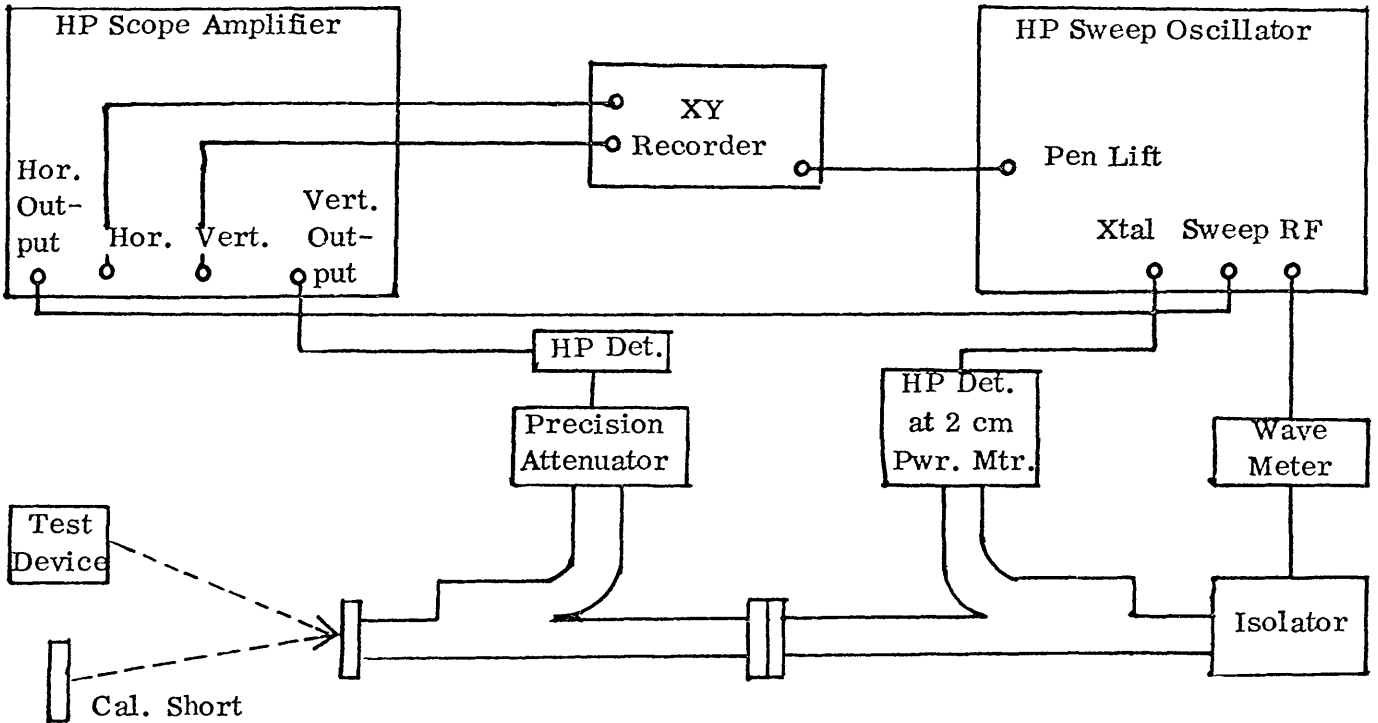 HP Scope Amplifier
HP Sweep Oscillator
XY
Recorder
Pen Lift
Hor.
Out-
put
Hor.
Vert.
Vert.
Out-
put
Xtal
Sweep
RF
HP Det.
HP Det.
at 2 cm
Pwr. Mtr.
Precision
Attenuator
Wave
Meter
Test
Device
Isolator
Cal. Short